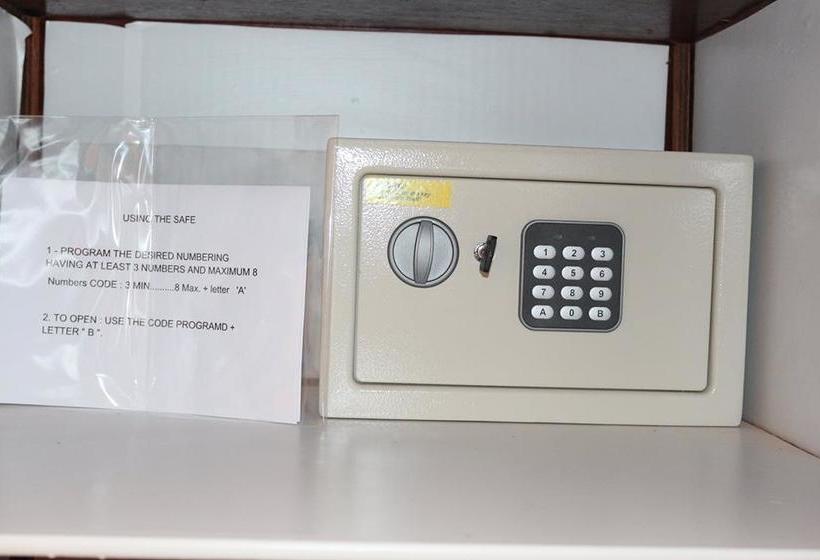 USING THE SAFE
1 - PROGRAM THE DESIRED NUMBERING
HAVING AT LEAST 3 NUMBERS AND MAXIMUM 8
Numbers CODE : 3 MIN..........8 Max. + letter 'A'
2. TO OPEN : USE THE CODE PROGRAMD +
LETTER " B ".
1 2 3
4 5 6
7 8 9
A 0 B